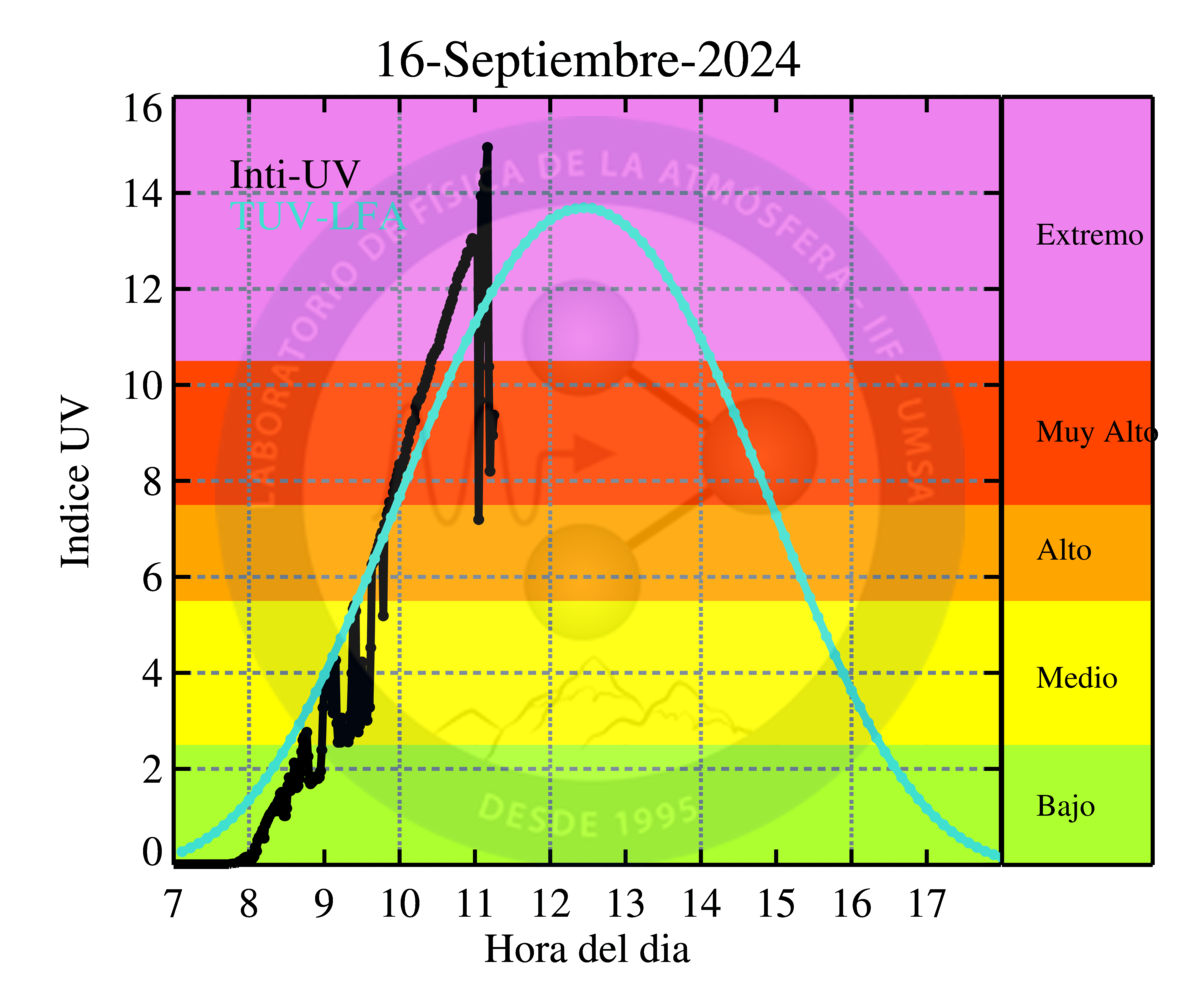 16-Septiembre-2024
16
14
12
10
8
6
4
2
0
Indice UV
Inti-UV
TUV-LFA
LABORATORIO DE FÍSICA DE LA ATMÓSFERA - IIF - UMSA
DESDE 1995
Extremo
Muy Alto
Alto
Medio
Bajo
7 8 9 10 11 12 13 14 15 16 17
Hora del dia